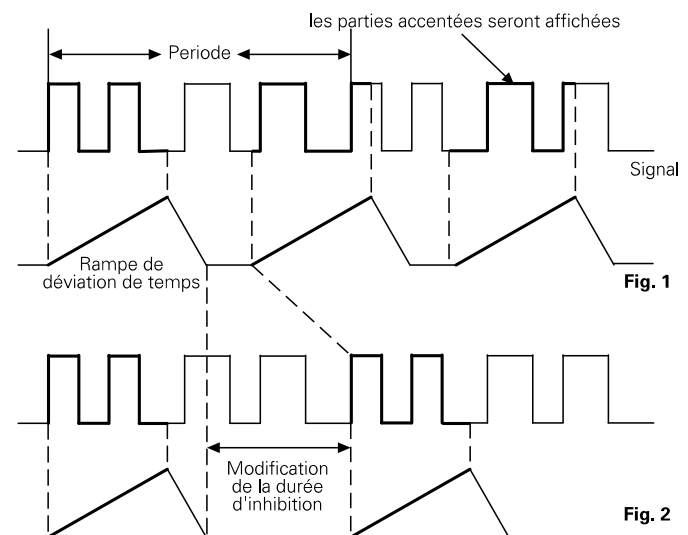 les parties accentées seront affichées
Periode
Signal
Rampe de
déviation de temps
Fig. 1
Modification
de la durée
d'inhibition
Fig. 2